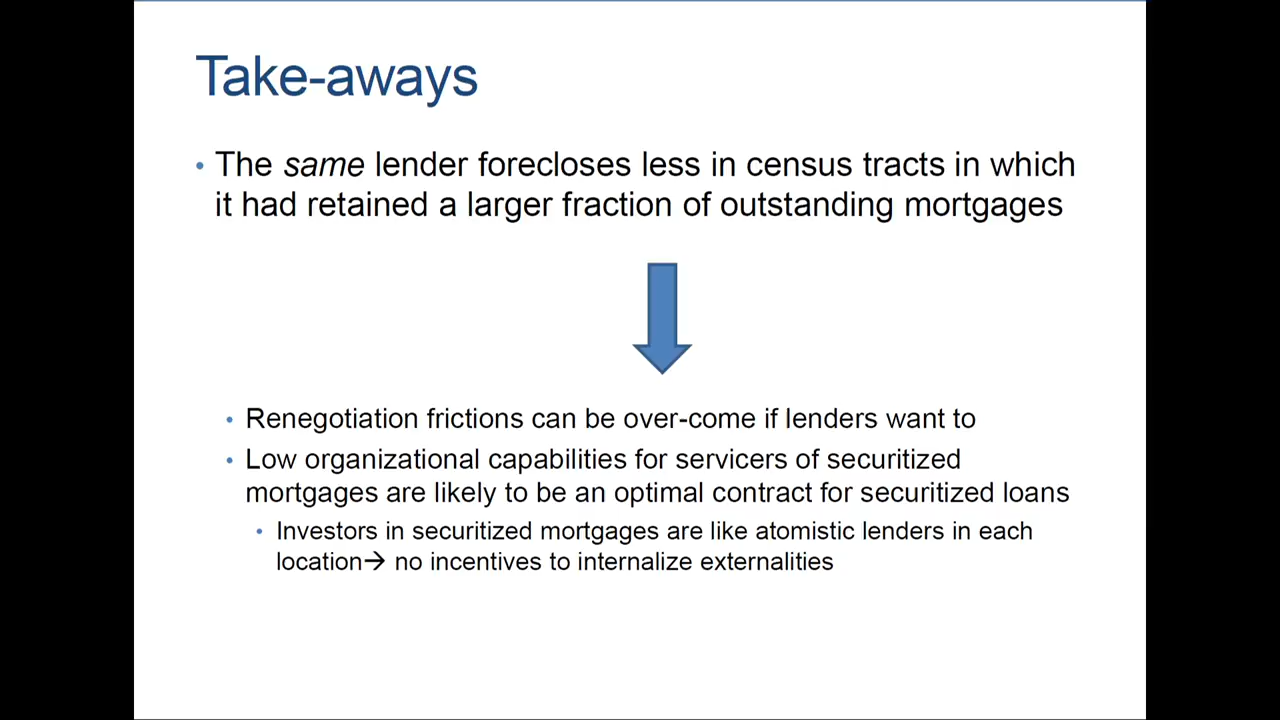 Take-aways
• The same lender forecloses less in census tracts in which
it had retained a larger fraction of outstanding mortgages
• Renegotiation frictions can be over-come if lenders want to
• Low organizational capabilities for servicers of securitized
mortgages are likely to be an optimal contract for securitized loans
• Investors in securitized mortgages are like atomistic lenders in each
location→ no incentives to internalize externalities